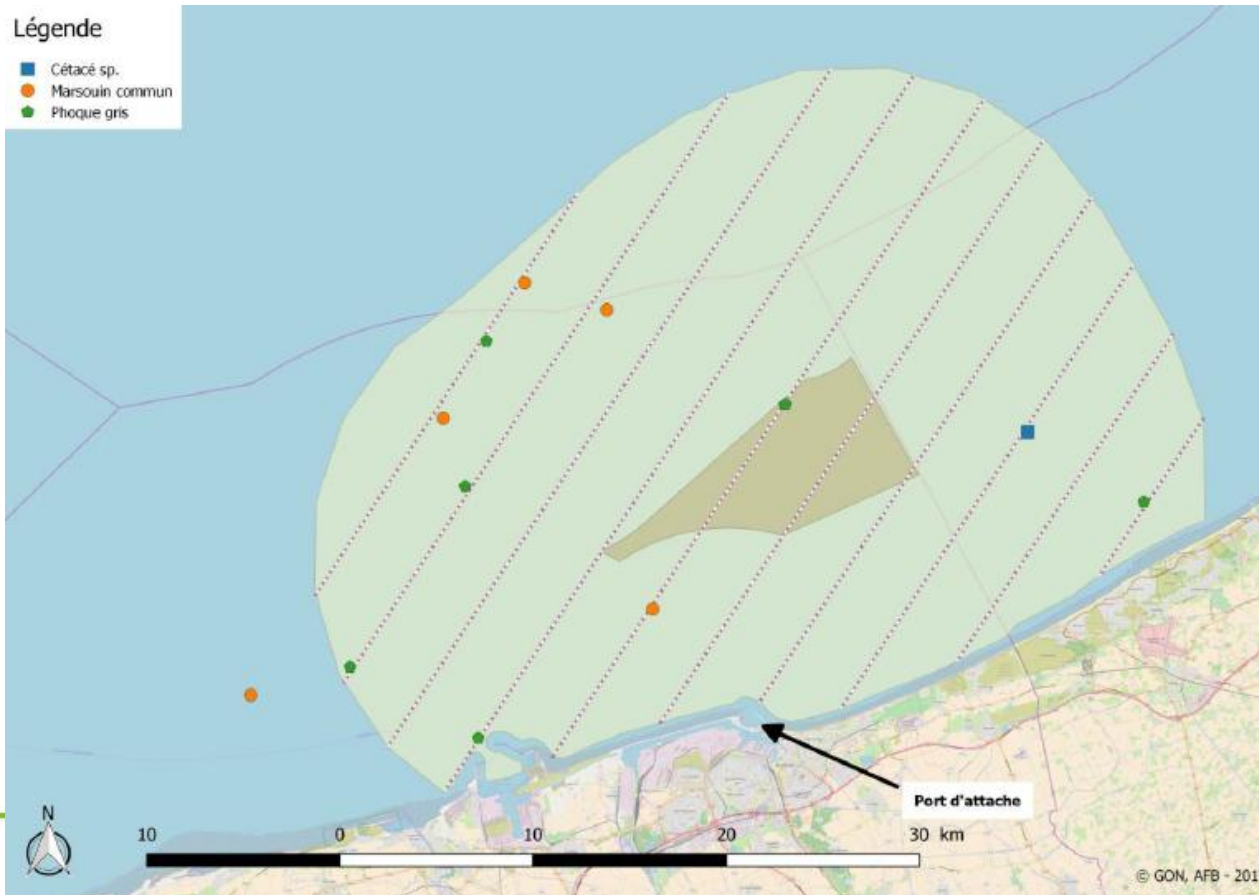 Légende
Cétacé sp.
Marsouin commun
Phoque gris
Port d'attache
N
10 0 10 20 30 km
© GON, AFB - 201